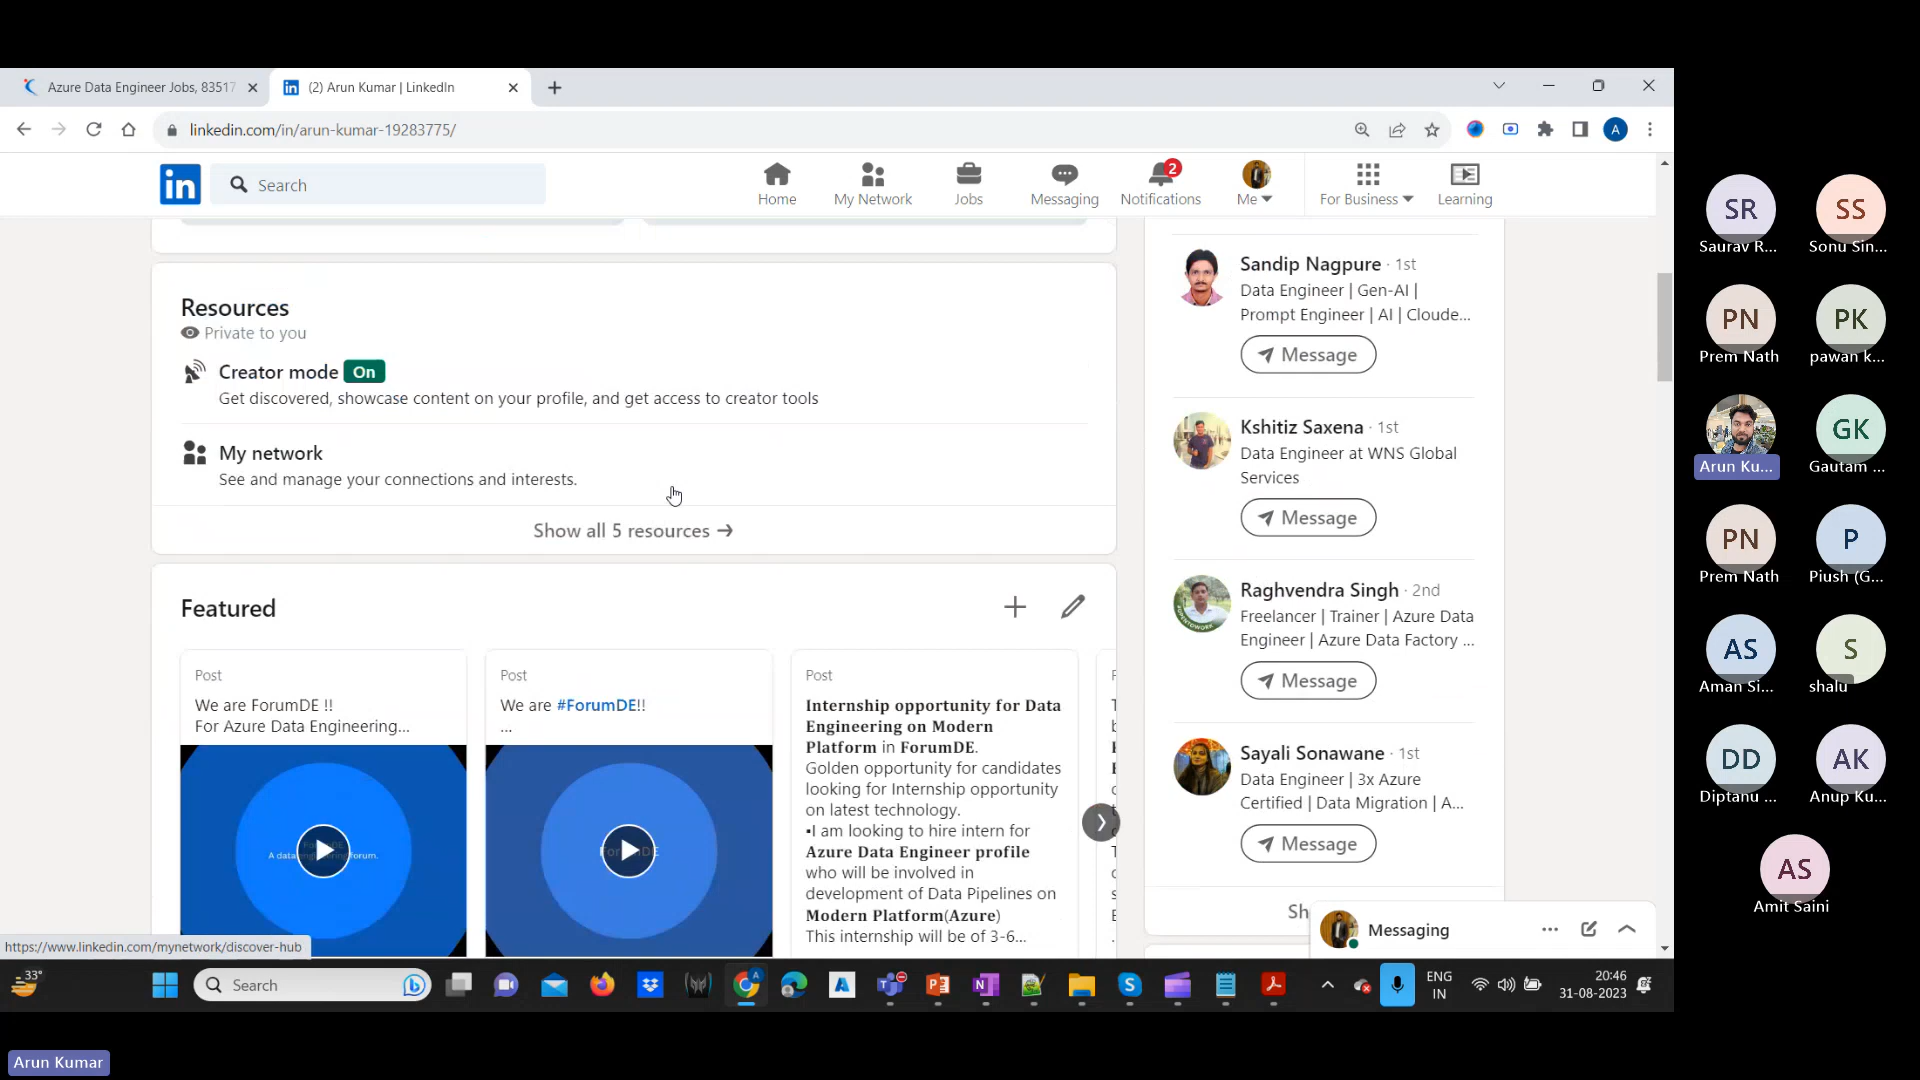 Azure Data Engineer Jobs, 83517
(2) Arun Kumar | LinkedIn
linkedin.com/in/arun-kumar-19283775/
A
in
Search
Home
My Network
Jobs
Messaging
2
Notifications
Me
For Business
Learning
Resources
Private to you
Creator mode On
Get discovered, showcase content on your profile, and get access to creator tools
My network
See and manage your connections and interests.
Show all 5 resources →
Featured
Post
We are ForumDE !!
For Azure Data Engineering...
A data engineering forum.
Post
We are #ForumDE!!
...
ForumDE
Post
Internship opportunity for Data
Engineering on Modern
Platform in ForumDE.
Golden opportunity for candidates
looking for Internship opportunity
on latest technology.
▪I am looking to hire intern for
Azure Data Engineer profile
who will be involved in
development of Data Pipelines on
Modern Platform(Azure)
This internship will be of 3-6...
Sandip Nagpure · 1st
Data Engineer | Gen-AI |
Prompt Engineer | AI | Cloude...
Message
Kshitiz Saxena · 1st
Data Engineer at WNS Global
Services
Message
Raghvendra Singh · 2nd
Freelancer | Trainer | Azure Data
Engineer | Azure Data Factory ...
Message
Sayali Sonawane · 1st
Data Engineer | 3x Azure
Certified | Data Migration | A...
Message
Sh
Messaging
https://www.linkedin.com/mynetwork/discover-hub
33°
Search
ENG
IN
20:46
31-08-2023
SR
Saurav R...
SS
Sonu Sin...
PN
Prem Nath
PK
pawan k...
Arun Ku...
GK
Gautam ...
PN
Prem Nath
P
Piush (G...
AS
Aman Si...
S
shalu
DD
Diptanu ...
AK
Anup Ku...
AS
Amit Saini
Arun Kumar